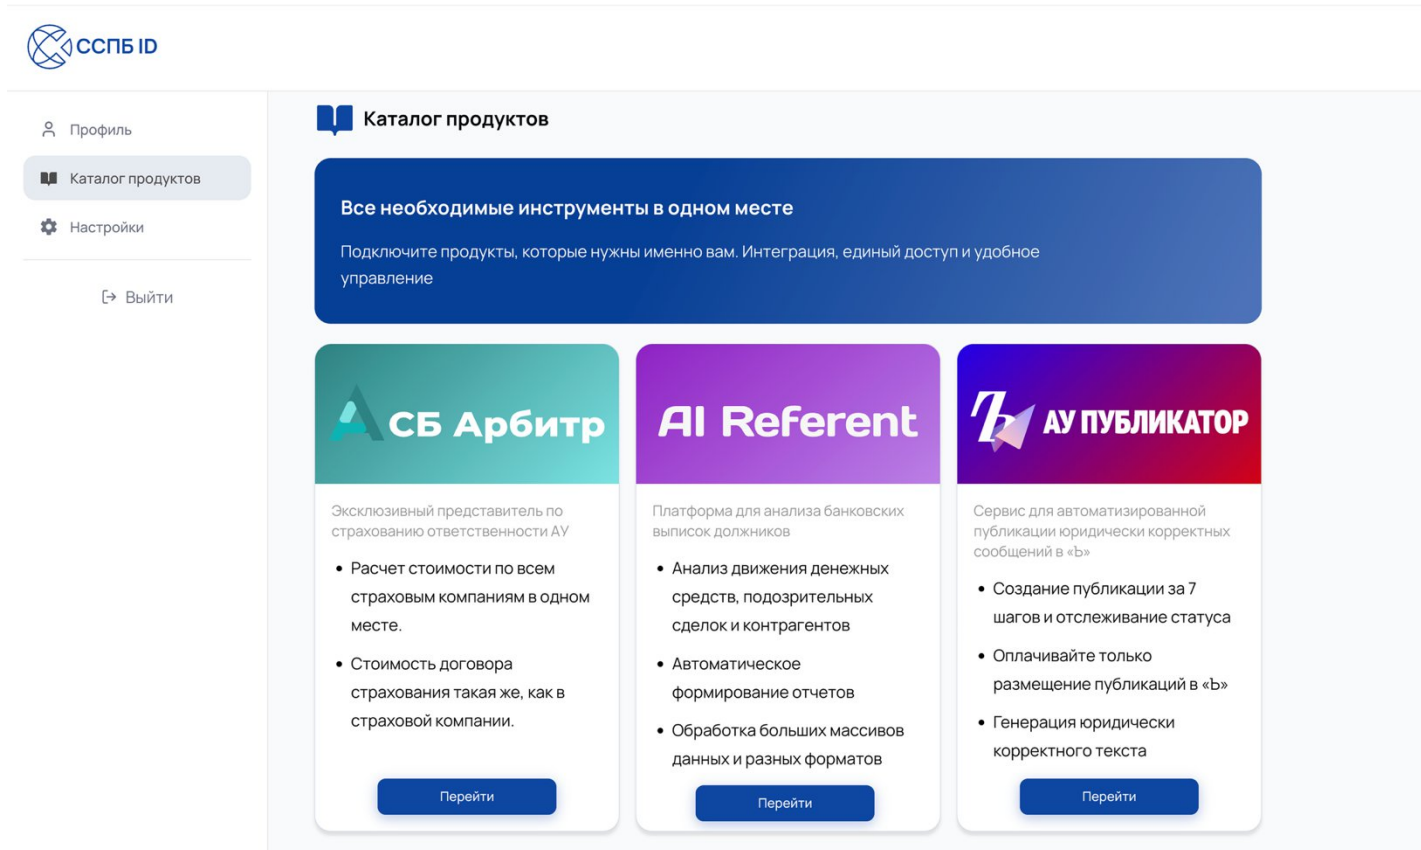 ССПБ ID
Профиль
Каталог продуктов
Настройки
Выйти
Каталог продуктов
Все необходимые инструменты в одном месте
Подключите продукты, которые нужны именно вам. Интеграция, единый доступ и удобное
управление
СБ Арбитр
Эксклюзивный представитель по
страхованию ответственности АУ
• Расчет стоимости по всем
страховым компаниям в одном
месте.
• Стоимость договора
страхования такая же, как в
страховой компании.
Перейти
AI Referent
Платформа для анализа банковских
выписок должников
• Анализ движения денежных
средств, подозрительных
сделок и контрагентов
• Автоматическое
формирование отчетов
• Обработка больших массивов
данных и разных форматов
Перейти
Ъ АУ ПУБЛИКАТОР
Сервис для автоматизированной
публикации юридически корректных
сообщений в «Ъ»
• Создание публикации за 7
шагов и отслеживание статуса
• Оплачивайте только
размещение публикаций в «Ъ»
• Генерация юридически
корректного текста
Перейти